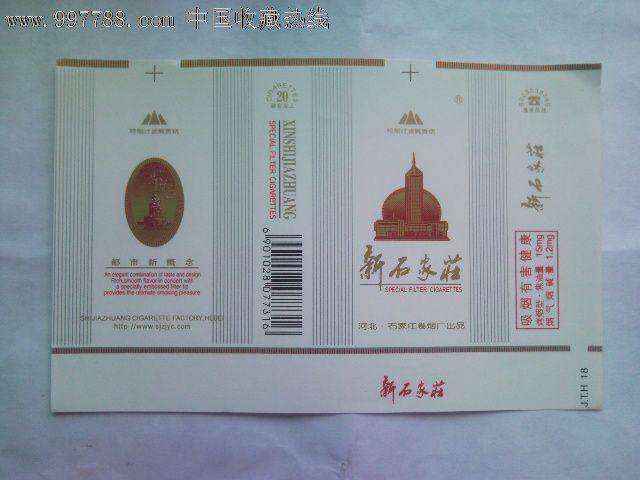 www.997788.com 中国收藏热线
特制过滤嘴香烟
都市新概念
An elegant combination of taste and design.
Rich,smooth flavor in concert with
a specially embossed filter tip
provides the ultimate smoking pleasure
SHIJIAZHUANG CIGARETTE FACTORY,HEBEI
http://www.sjzjyc.com
CIGARETTES
20
XINSHIJIAZHUANG
SPECIAL FILTER CIGARETTES
6901028077316
®
特制过滤嘴香烟
新石家莊
SPECIAL FILTER CIGARETTES
河北·石家庄卷烟厂出品
新石家莊
吸烟有害健康
烤烟型·焦油量 15mg
烟气烟碱量 1.2mg
新石家莊
J.T.H 18